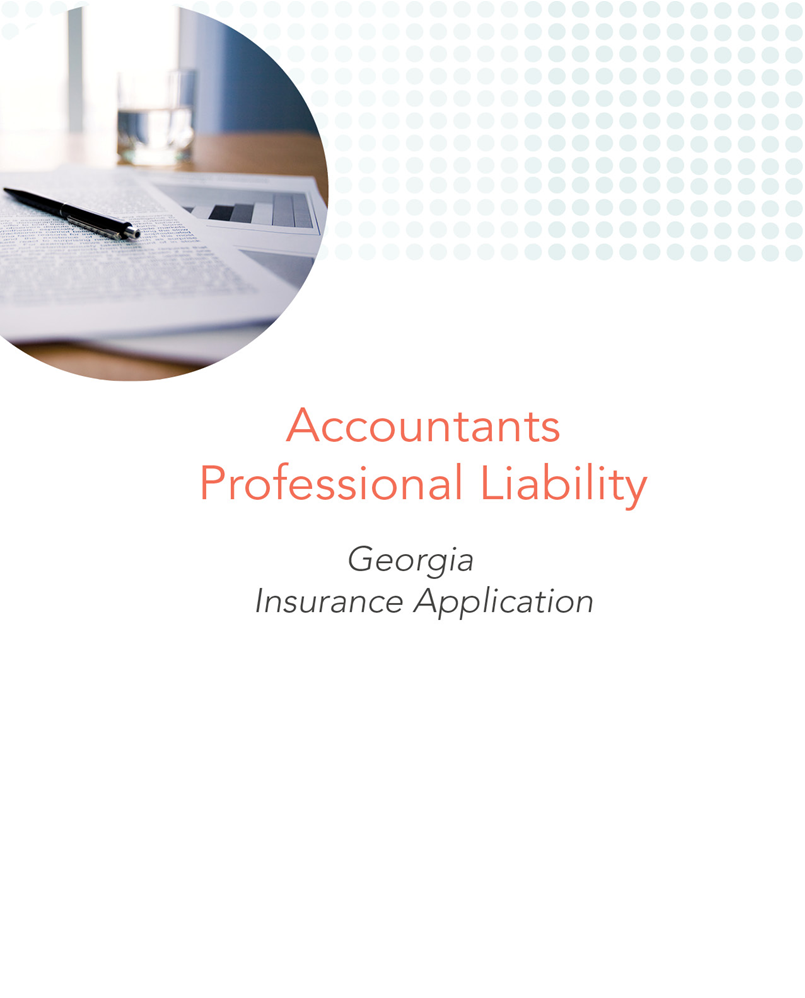 Accountants
Professional Liability
Georgia
Insurance Application